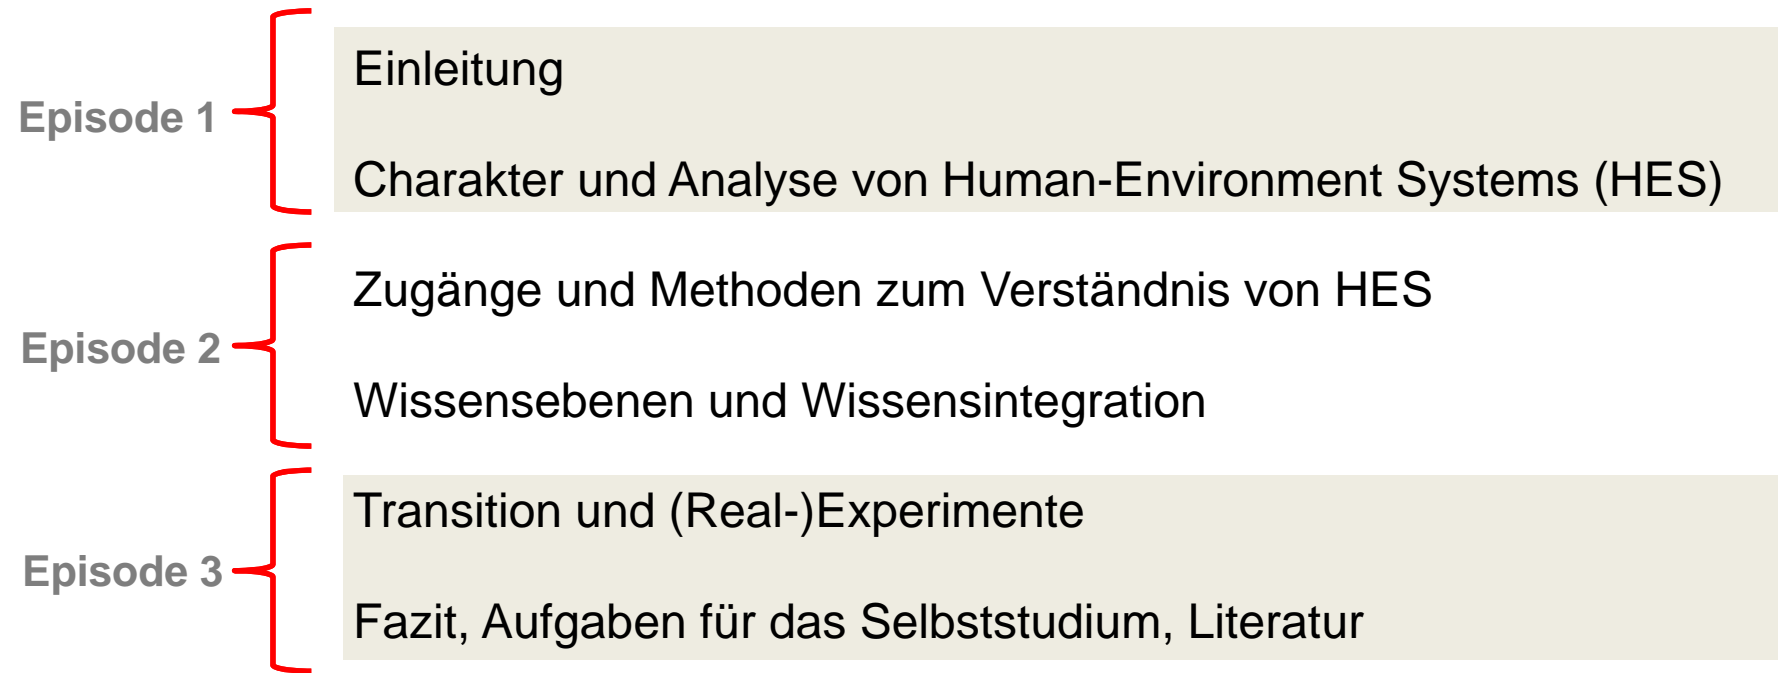 Episode 1
Einleitung
Charakter und Analyse von Human-Environment Systems (HES)
Episode 2
Zugänge und Methoden zum Verständnis von HES
Wissensebenen und Wissensintegration
Episode 3
Transition und (Real-)Experimente
Fazit, Aufgaben für das Selbststudium, Literatur